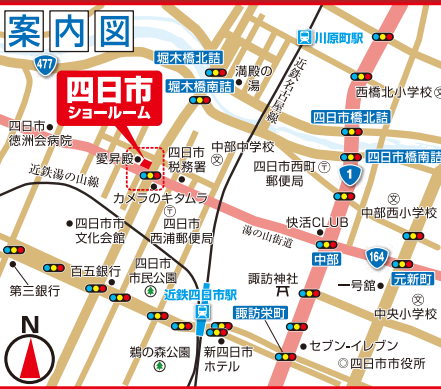 案内図
477
四日市
ショールーム
堀木橋北詰
堀木橋南詰
満殿の
湯
近鉄名古屋線
川原町駅
西橋北小学校
文
四日市橋北詰
四日市橋南詰
四日市
徳洲会病院
愛昇殿
四日市
税務署
中部中学校
文
四日市西町
郵便局
1
近鉄湯の山線
カメラのキタムラ
文
中部西小学校
四日市市
文化会館
四日市
西浦郵便局
湯の山街道
快活CLUB
中部
164
元新町
第三銀行
百五銀行
四日市
市民公園
近鉄四日市駅
諏訪神社
諏訪栄町
一号館
文
中央小学校
N
鵜の森公園
新四日市
ホテル
セブン-イレブン
四日市市役所